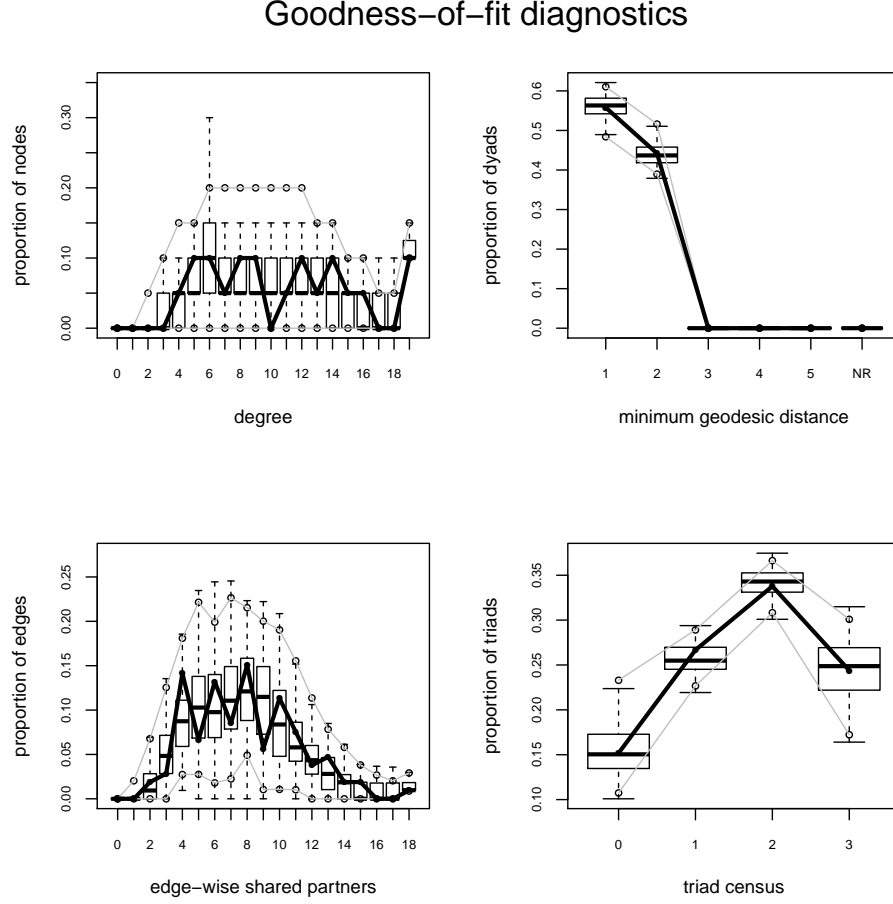 Goodness−of−fit diagnostics
proportion of nodes
0.00 0.10 0.20 0.30
0 2 4 6 8 10 12 14 16 18
degree
proportion of dyads
0.0 0.1 0.2 0.3 0.4 0.5 0.6
1 2 3 4 5 NR
minimum geodesic distance
proportion of edges
0.00 0.05 0.10 0.15 0.20 0.25
0 2 4 6 8 10 12 14 16 18
edge−wise shared partners
proportion of triads
0.10 0.15 0.20 0.25 0.30 0.35
0 1 2 3
triad census